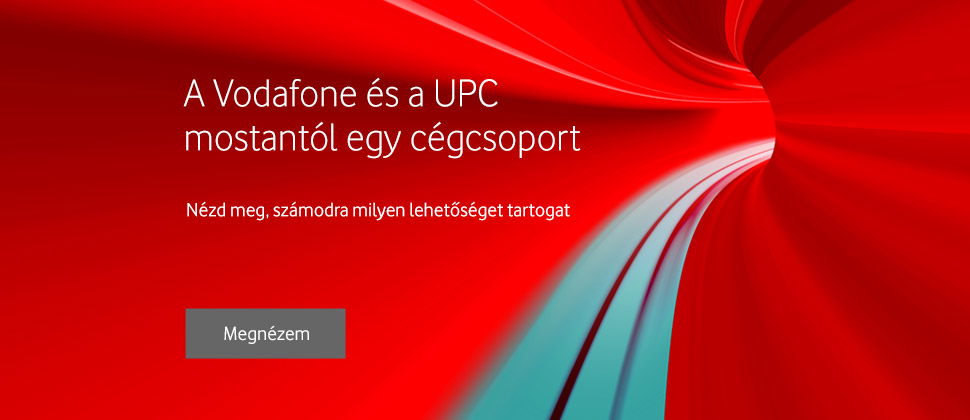 A Vodafone és a UPC
mostantól egy cégcsoport
Nézd meg, számodra milyen lehetőséget tartogat
Megnézem